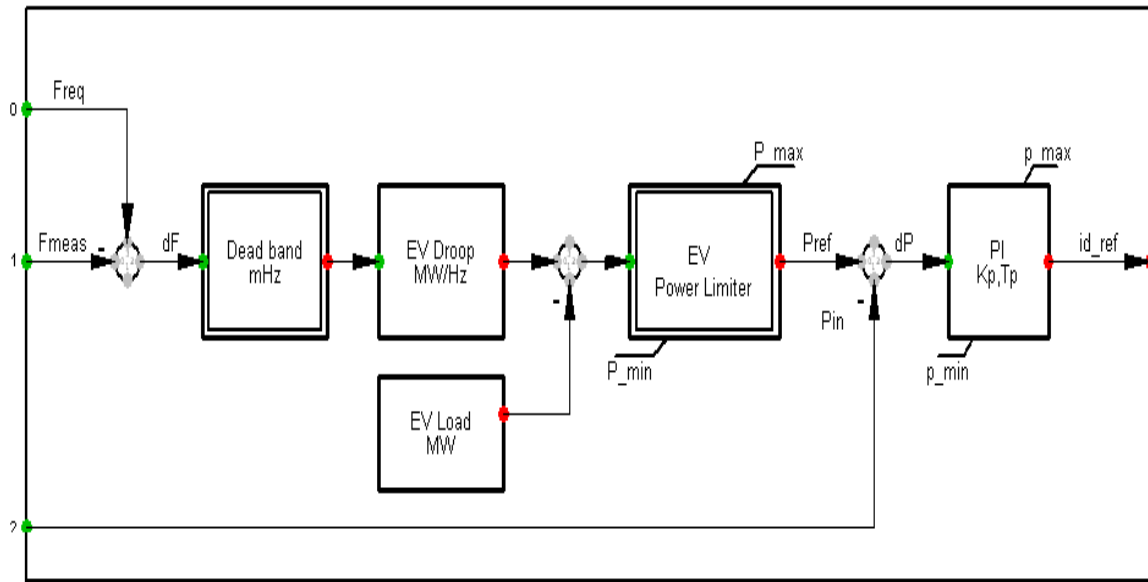 Freq
0
P_max
p_max
1
Fmeas
-
dF
Dead band
mHz
EV Droop
MW/Hz
-
EV
Power Limiter
Pref
dP
-
Pin
PI
Kp,Tp
id_ref
P_min
p_min
EV Load
MW
2